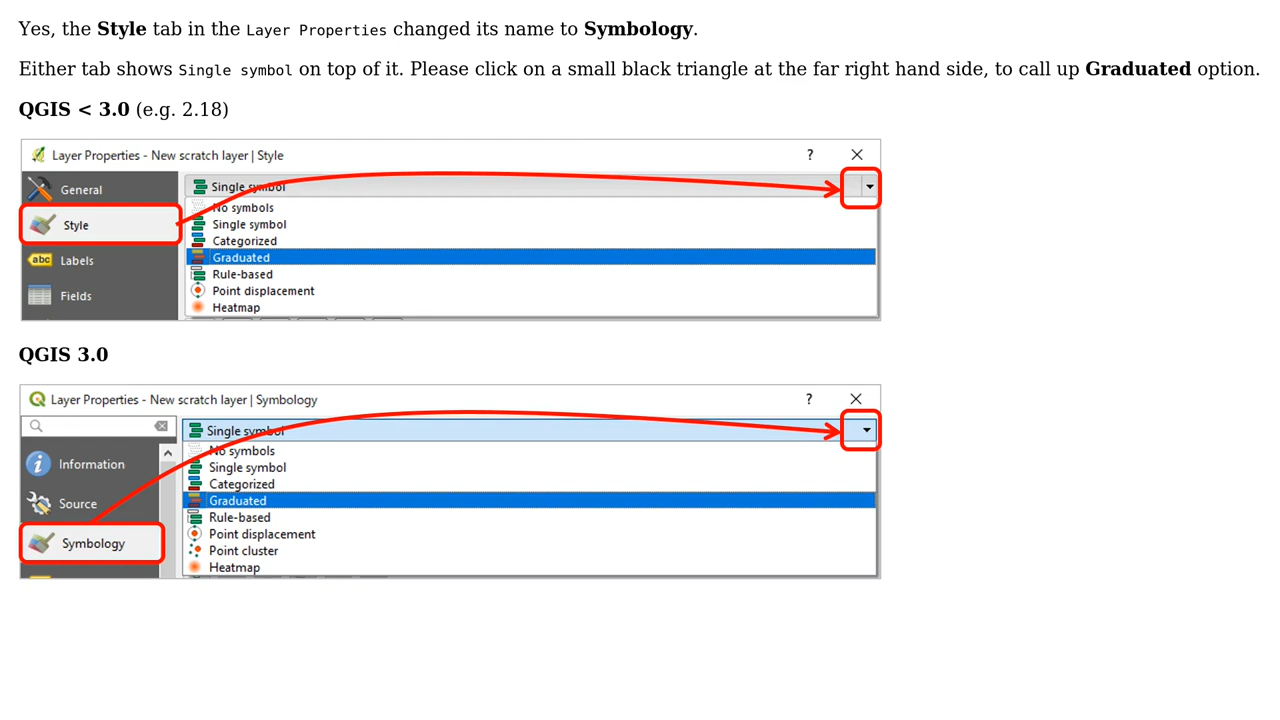 Yes, the Style tab in the Layer Properties changed its name to Symbology.
Either tab shows Single symbol on top of it. Please click on a small black triangle at the far right hand side, to call up Graduated option.
QGIS < 3.0 (e.g. 2.18)
Layer Properties - New scratch layer | Style
?
General
Style
abc Labels
Fields
Single symbol
No symbols
Single symbol
Categorized
Graduated
Rule-based
Point displacement
Heatmap
QGIS 3.0
Layer Properties - New scratch layer | Symbology
?
Information
Source
Symbology
Single symbol
No symbols
Single symbol
Categorized
Graduated
Rule-based
Point displacement
Point cluster
Heatmap